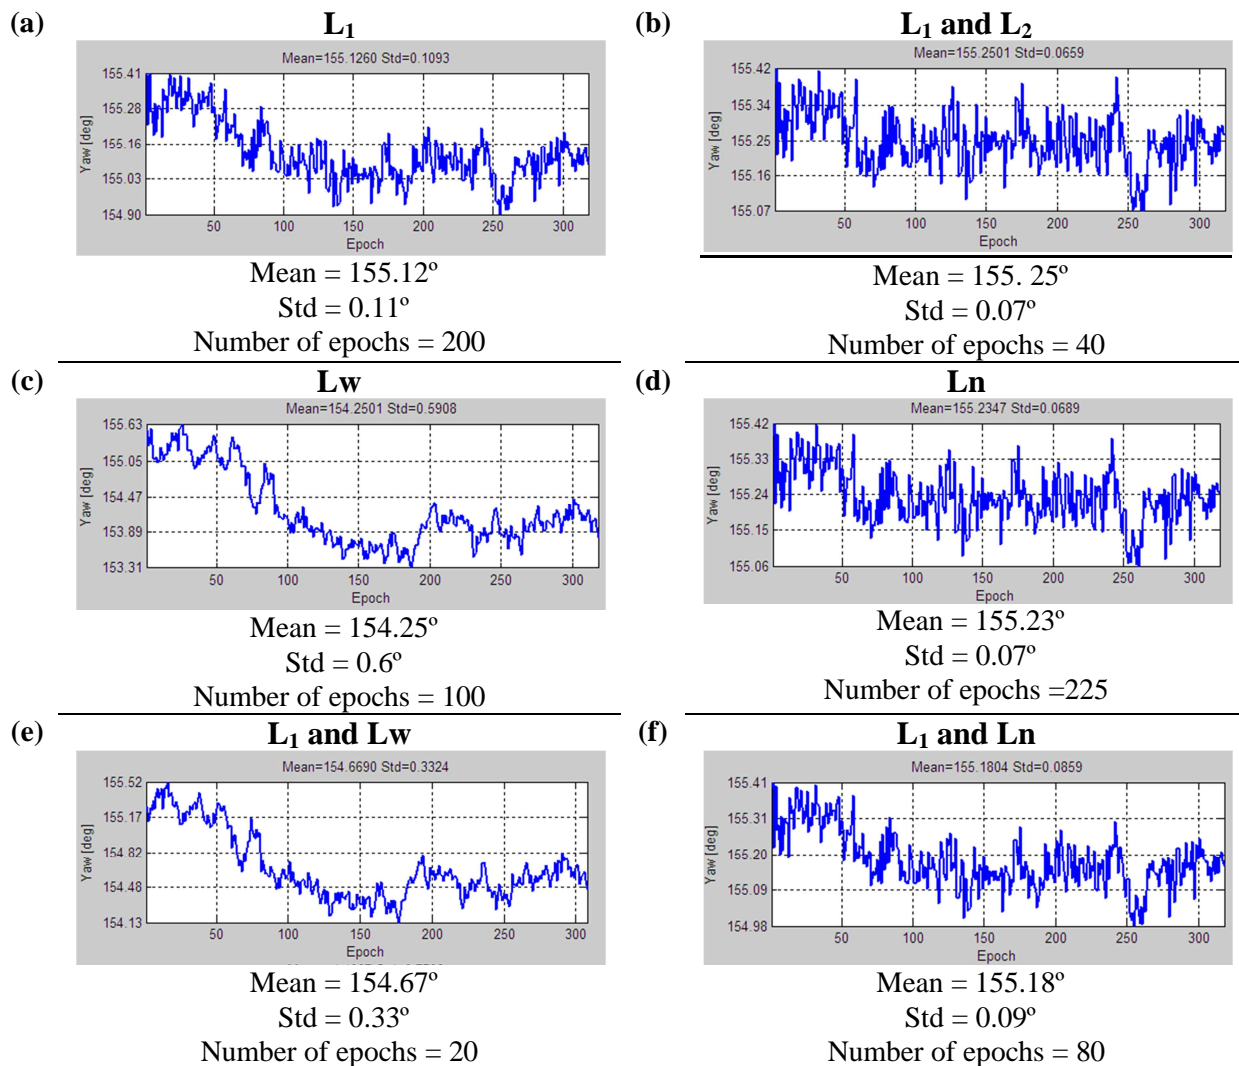 (a)
L1
Mean=155.1260 Std=0.1093
155.41
155.28
155.16
155.03
154.90
Yaw [deg]
50 100 150 200 250 300
Epoch
Mean = 155.12º
Std = 0.11º
Number of epochs = 200
(b)
L1 and L2
Mean=155.2501 Std=0.0659
155.42
155.34
155.25
155.16
155.07
Yaw [deg]
50 100 150 200 250 300
Epoch
Mean = 155. 25º
Std = 0.07º
Number of epochs = 40
(c)
Lw
Mean=154.2501 Std=0.5908
155.63
155.05
154.47
153.89
153.31
Yaw [deg]
50 100 150 200 250 300
Epoch
Mean = 154.25º
Std = 0.6º
Number of epochs = 100
(d)
Ln
Mean=155.2347 Std=0.0689
155.42
155.33
155.24
155.15
155.06
Yaw [deg]
50 100 150 200 250 300
Epoch
Mean = 155.23º
Std = 0.07º
Number of epochs =225
(e)
L1 and Lw
Mean=154.6690 Std=0.3324
155.52
155.17
154.82
154.48
154.13
Yaw [deg]
50 100 150 200 250 300
Epoch
Mean = 154.67º
Std = 0.33º
Number of epochs = 20
(f)
L1 and Ln
Mean=155.1804 Std=0.0859
155.41
155.31
155.20
155.09
154.98
Yaw [deg]
50 100 150 200 250 300
Epoch
Mean = 155.18º
Std = 0.09º
Number of epochs = 80